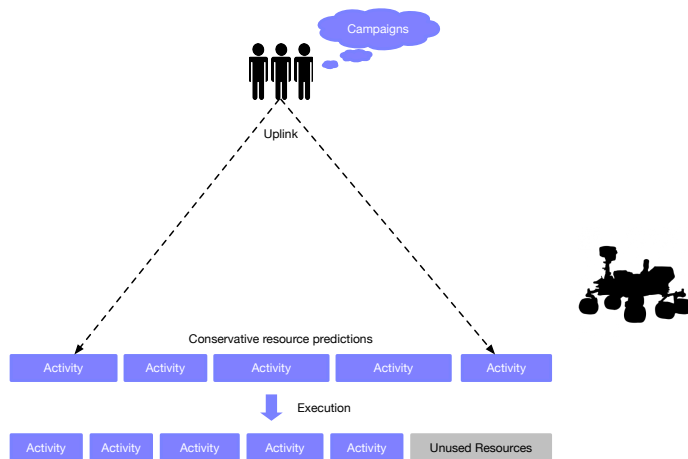 Campaigns
Uplink
Conservative resource predictions
Activity Activity Activity Activity Activity
Execution
Activity Activity Activity Activity Activity Unused Resources